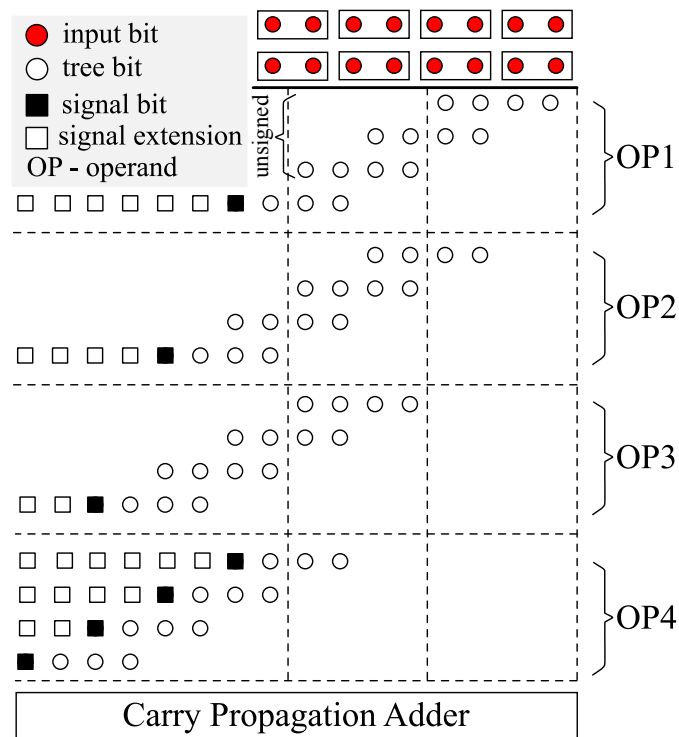 input bit
tree bit
signal bit
signal extension
OP - operand
unsigned
OP1
OP2
OP3
OP4
Carry Propagation Adder